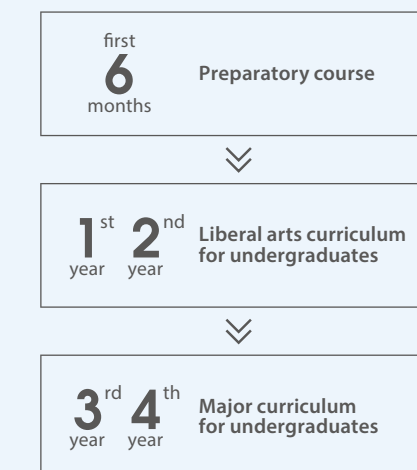 first
6
months
Preparatory course
1st 2nd
year year
Liberal arts curriculum
for undergraduates
3rd 4th
year year
Major curriculum
for undergraduates